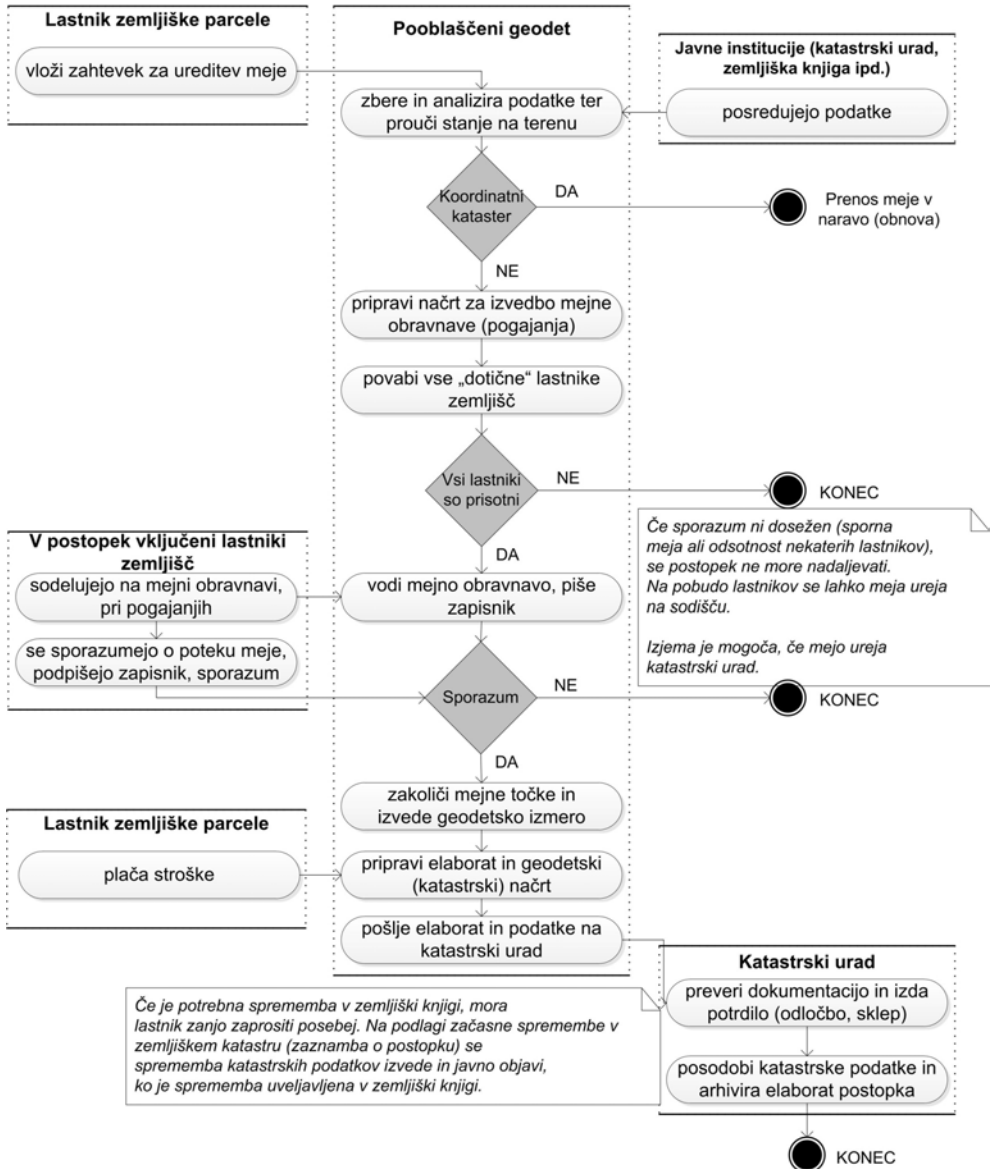 Lastnik zemljiške parcele
vloži zahtevek za ureditev meje
Pooblaščeni geodet
zbere in analizira podatke ter
prouči stanje na terenu
Javne institucije (katastrski urad,
zemljiška knjiga ipd.)
posredujejo podatke
Koordinatni
kataster
DA
Prenos meje v
naravo (obnova)
NE
pripravi načrt za izvedbo mejne
obravnave (pogajanja)
povabi vse „dotične“ lastnike
zemljišč
Vsi lastniki
so prisotni
NE
KONEC
DA
Če sporazum ni dosežen (sporna
meja ali odsotnost nekaterih lastnikov),
se postopek ne more nadaljevati.
Na pobudo lastnikov se lahko meja ureja
na sodišču.
Izjema je mogoča, če mejo ureja
katastrski urad.
V postopek vključeni lastniki
zemljišč
sodelujejo na mejni obravnavi,
pri pogajanjih
se sporazumejo o poteku meje,
podpišejo zapisnik, sporazum
vodi mejno obravnavo, piše
zapisnik
Sporazum
NE
KONEC
DA
zakoliči mejne točke in
izvede geodetsko izmero
Lastnik zemljiške parcele
plača stroške
pripravi elaborat in geodetski
(katastrski) načrt
pošlje elaborat in podatke na
katastrski urad
Katastrski urad
preveri dokumentacijo in izda
potrdilo (odločbo, sklep)
posodobi katastrske podatke in
arhivira elaborat postopka
KONEC
Če je potrebna sprememba v zemljiški knjigi, mora
lastnik zanjo zaprositi posebej. Na podlagi začasne spremembe v
zemljiškem katastru (zaznamba o postopku) se
sprememba katastrskih podatkov izvede in javno objavi,
ko je sprememba uveljavljena v zemljiški knjigi.